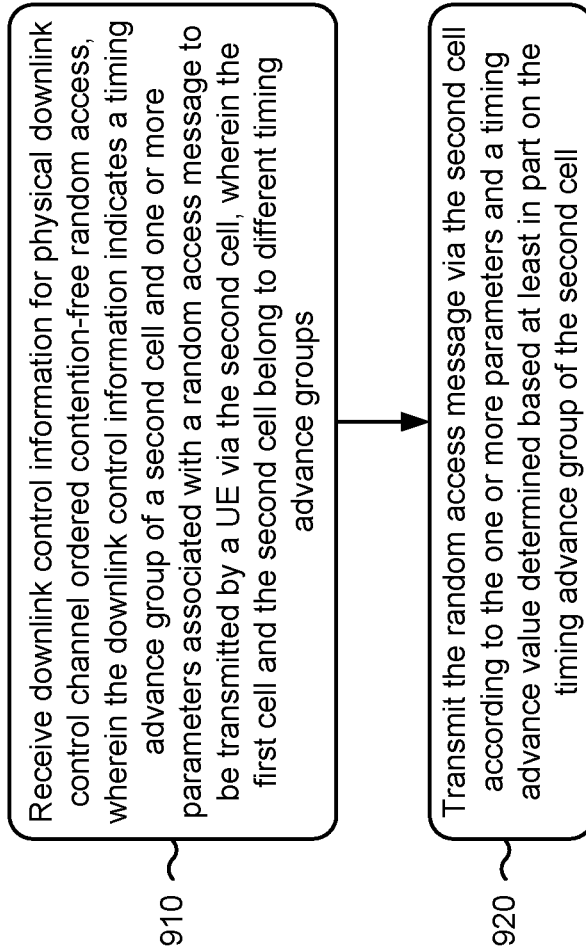 910
Receive downlink control information for physical downlink
control channel ordered contention-free random access,
wherein the downlink control information indicates a timing
advance group of a second cell and one or more
parameters associated with a random access message to
be transmitted by a UE via the second cell, wherein the
first cell and the second cell belong to different timing
advance groups
920
Transmit the random access message via the second cell
according to the one or more parameters and a timing
advance value determined based at least in part on the
timing advance group of the second cell